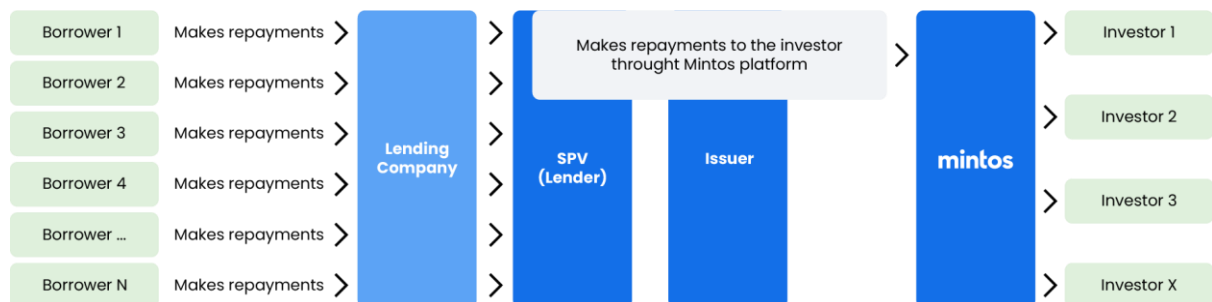 Borrower 1 Makes repayments
Borrower 2 Makes repayments
Borrower 3 Makes repayments
Borrower 4 Makes repayments
Borrower ... Makes repayments
Borrower N Makes repayments
Lending
Company
SPV
(Lender)
Makes repayments to the investor
throught Mintos platform
Issuer
mintos
Investor 1
Investor 2
Investor 3
Investor X